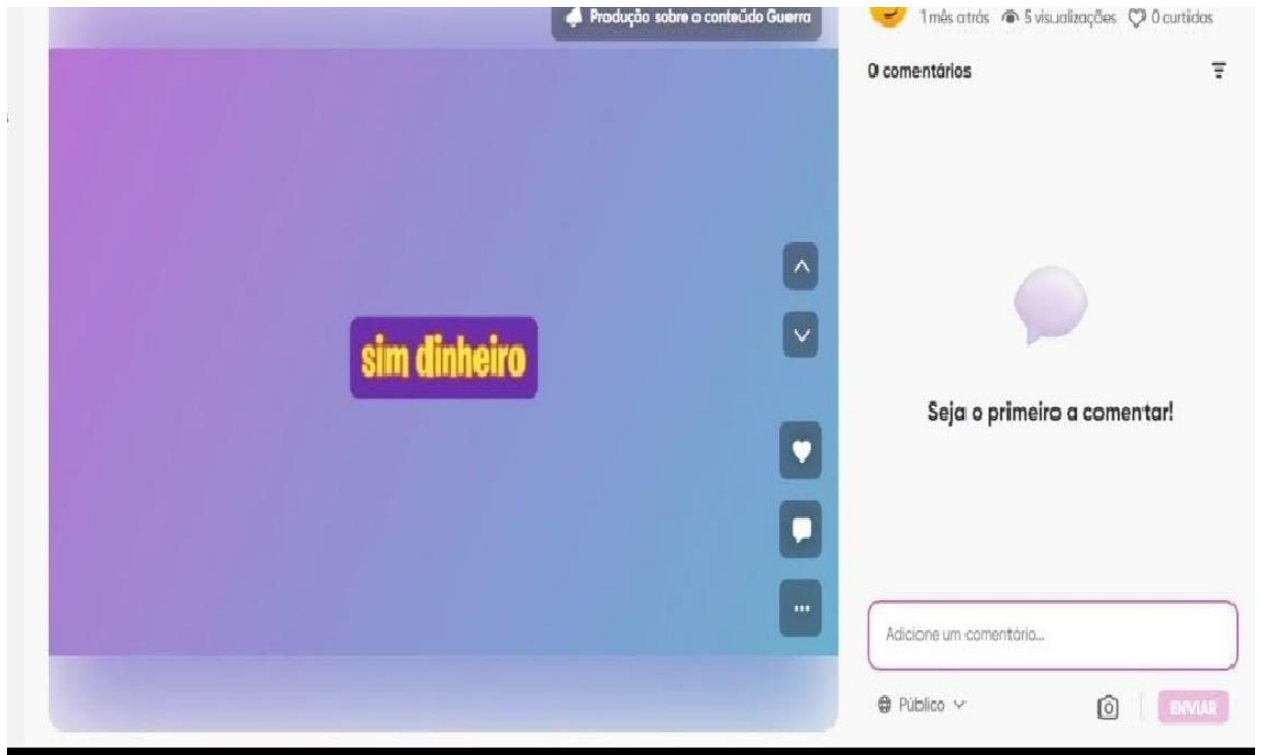 Produção sobre o conteúdo Guerra
1 mês atrás 5 visualizações 0 curtidas
0 comentários
sim dinheiro
Seja o primeiro a comentar!
Adicione um comentário...
Público
ENVIAR